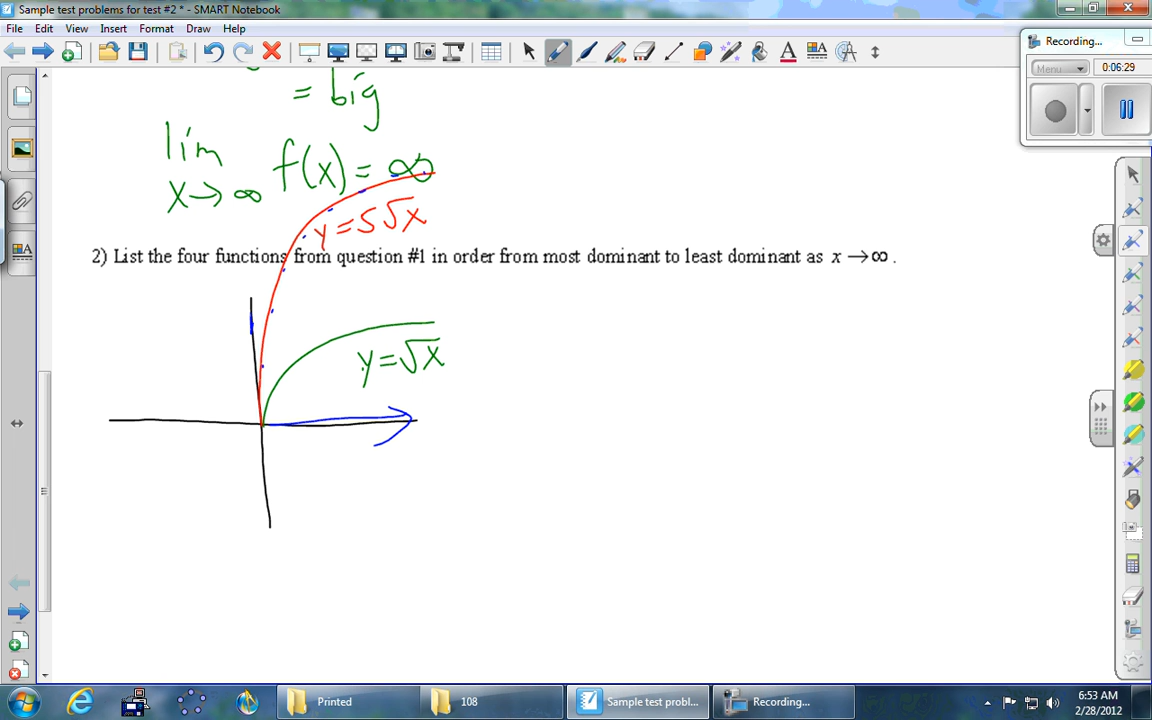 Sample test problems for test #2 * - SMART Notebook
File Edit View Insert Format Draw Help
Recording...
Menu
0:06:29
= big
lim
x→∞ f(x) = ∞
y = 5√x
2) List the four functions from question #1 in order from most dominant to least dominant as x → ∞ .
y = √x
Printed
108
Sample test probl...
Recording...
6:53 AM
2/28/2012